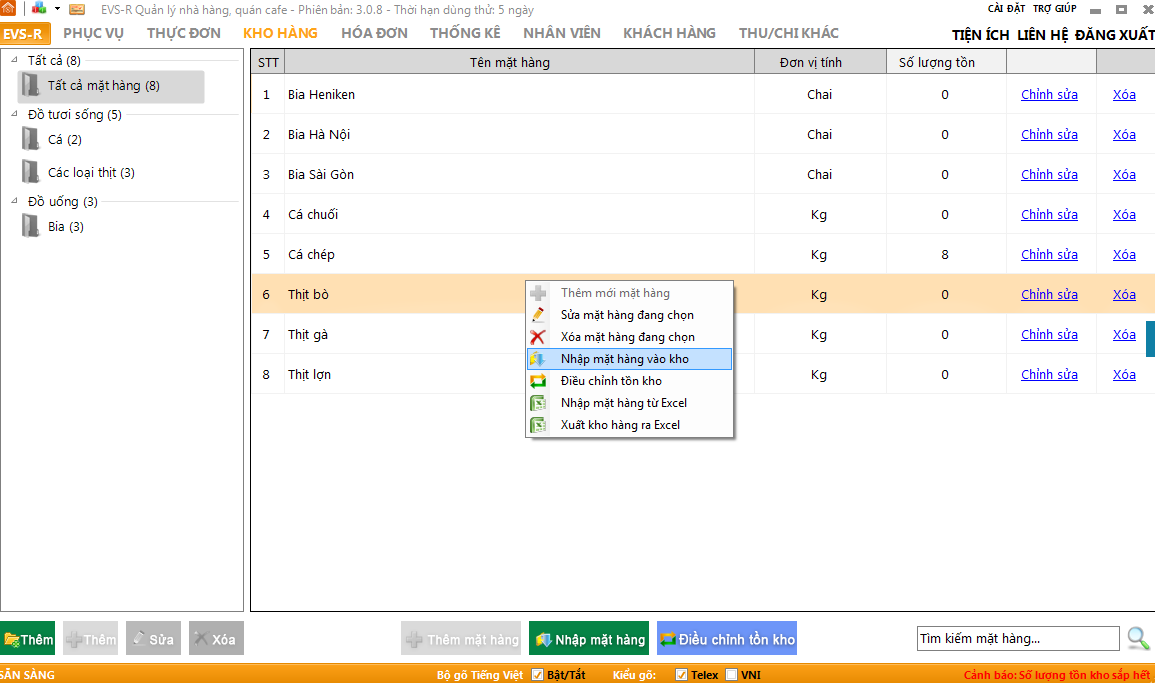 EVS-R Quản lý nhà hàng, quán cafe - Phiên bản: 3.0.8 - Thời hạn dùng thử: 5 ngày
CÀI ĐẶT TRỢ GIÚP
EVS-R PHỤC VỤ THỰC ĐƠN KHO HÀNG HÓA ĐƠN THỐNG KÊ NHÂN VIÊN KHÁCH HÀNG THU/CHI KHÁC
TIỆN ÍCH LIÊN HỆ ĐĂNG XUẤT
Tất cả (8)
Tất cả mặt hàng (8)
Đồ tươi sống (5)
Cá (2)
Các loại thịt (3)
Đồ uống (3)
Bia (3)
STT Tên mặt hàng Đơn vị tính Số lượng tồn
1 Bia Heniken Chai 0 Chỉnh sửa Xóa
2 Bia Hà Nội Chai 0 Chỉnh sửa Xóa
3 Bia Sài Gòn Chai 0 Chỉnh sửa Xóa
4 Cá chuối Kg 0 Chỉnh sửa Xóa
5 Cá chép Kg 8 Chỉnh sửa Xóa
6 Thịt bò Kg 0 Chỉnh sửa Xóa
7 Thịt gà Kg 0 Chỉnh sửa Xóa
8 Thịt lợn Kg 0 Chỉnh sửa Xóa
Thêm mới mặt hàng
Sửa mặt hàng đang chọn
Xóa mặt hàng đang chọn
Nhập mặt hàng vào kho
Điều chỉnh tồn kho
Nhập mặt hàng từ Excel
Xuất kho hàng ra Excel
Thêm Thêm Sửa Xóa Thêm mặt hàng Nhập mặt hàng Điều chỉnh tồn kho Tìm kiếm mặt hàng...
SẴN SÀNG Bộ gõ Tiếng Việt Bật/Tắt Kiểu gõ: Telex VNI Cảnh báo: Số lượng tồn kho sắp hết